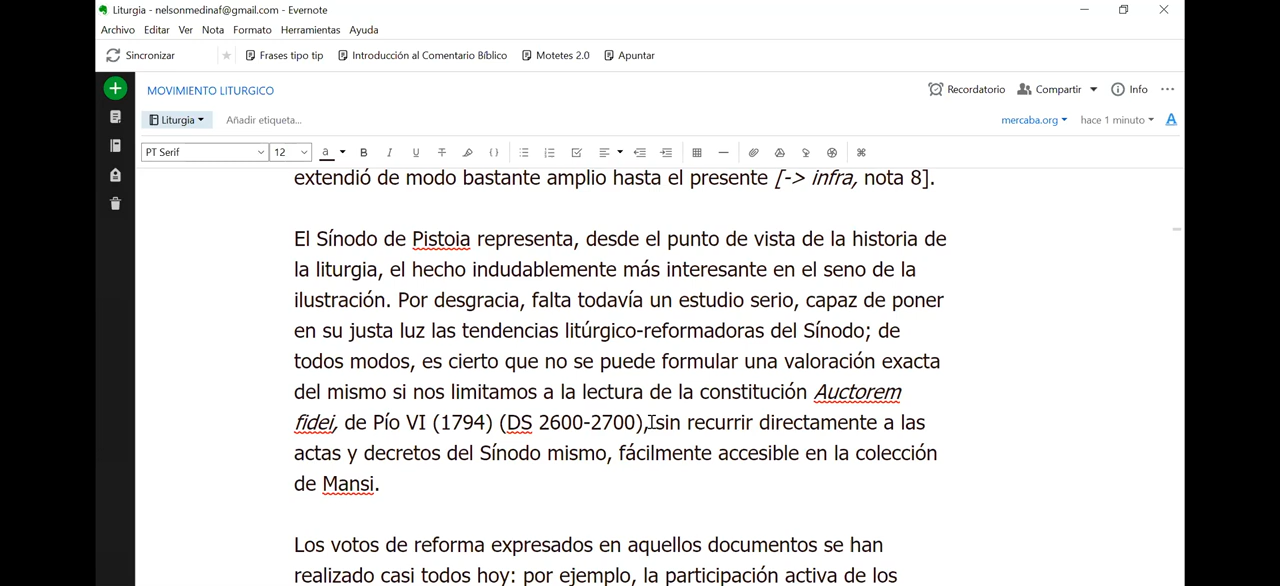 Liturgia - nelsonmedinaf@gmail.com - Evernote
Archivo Editar Ver Nota Formato Herramientas Ayuda
Sincronizar Frases tipo tip Introducción al Comentario Bíblico Motetes 2.0 Apuntar
MOVIMIENTO LITURGICO Recordatorio Compartir Info
Liturgia Añadir etiqueta... mercaba.org hace 1 minuto
PT Serif 12
extendió de modo bastante amplio hasta el presente [-> infra, nota 8].
El Sínodo de Pistoia representa, desde el punto de vista de la historia de
la liturgia, el hecho indudablemente más interesante en el seno de la
ilustración. Por desgracia, falta todavía un estudio serio, capaz de poner
en su justa luz las tendencias litúrgico-reformadoras del Sínodo; de
todos modos, es cierto que no se puede formular una valoración exacta
del mismo si nos limitamos a la lectura de la constitución Auctorem
fidei, de Pío VI (1794) (DS 2600-2700), sin recurrir directamente a las
actas y decretos del Sínodo mismo, fácilmente accesible en la colección
de Mansi.
Los votos de reforma expresados en aquellos documentos se han
realizado casi todos hoy: por ejemplo, la participación activa de los